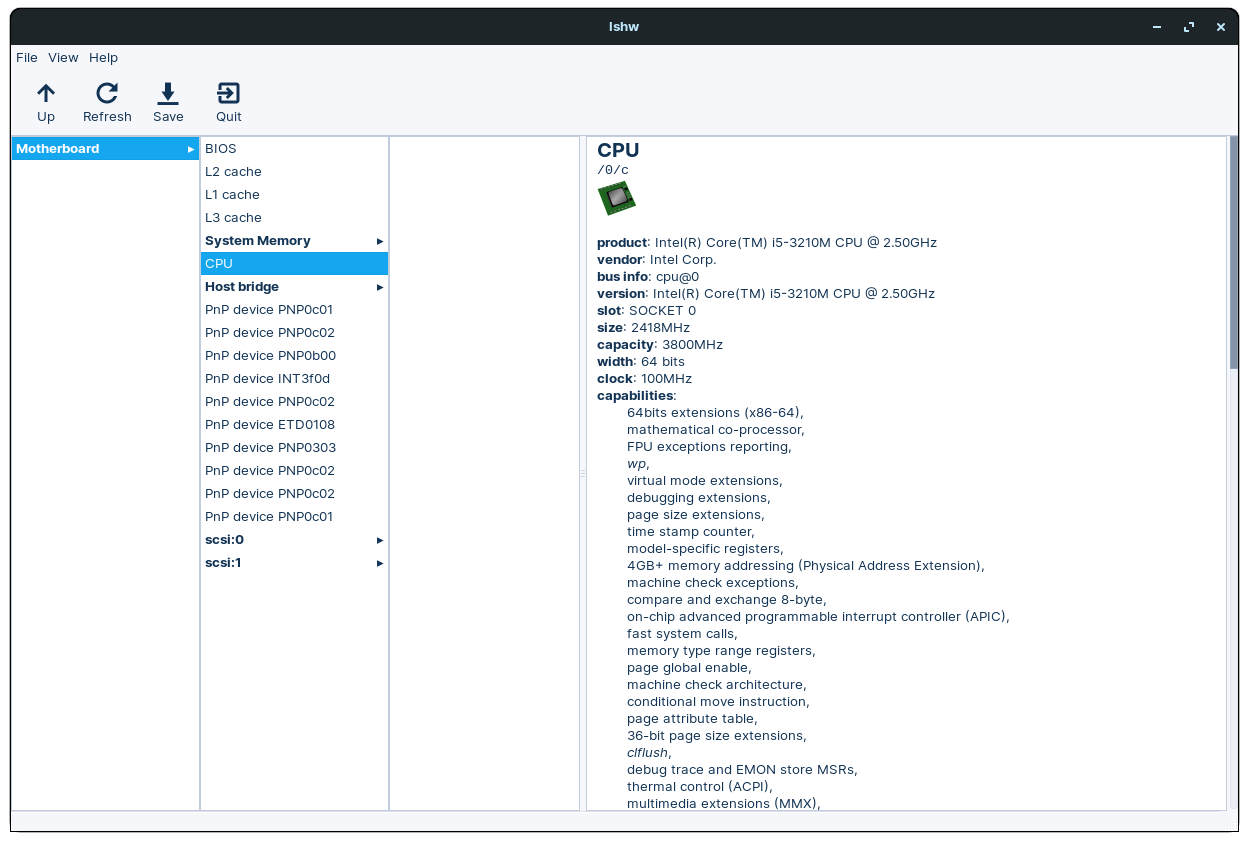 lshw
File View Help
Up Refresh Save Quit
Motherboard
BIOS
L2 cache
L1 cache
L3 cache
System Memory
CPU
Host bridge
PnP device PNP0c01
PnP device PNP0c02
PnP device PNP0b00
PnP device INT3f0d
PnP device PNP0c02
PnP device ETD0108
PnP device PNP0303
PnP device PNP0c02
PnP device PNP0c02
PnP device PNP0c01
scsi:0
scsi:1
CPU
/0/c
product: Intel(R) Core(TM) i5-3210M CPU @ 2.50GHz
vendor: Intel Corp.
bus info: cpu@0
version: Intel(R) Core(TM) i5-3210M CPU @ 2.50GHz
slot: SOCKET 0
size: 2418MHz
capacity: 3800MHz
width: 64 bits
clock: 100MHz
capabilities:
64bits extensions (x86-64),
mathematical co-processor,
FPU exceptions reporting,
wp,
virtual mode extensions,
debugging extensions,
page size extensions,
time stamp counter,
model-specific registers,
4GB+ memory addressing (Physical Address Extension),
machine check exceptions,
compare and exchange 8-byte,
on-chip advanced programmable interrupt controller (APIC),
fast system calls,
memory type range registers,
page global enable,
machine check architecture,
conditional move instruction,
page attribute table,
36-bit page size extensions,
clflush,
debug trace and EMON store MSRs,
thermal control (ACPI),
multimedia extensions (MMX),